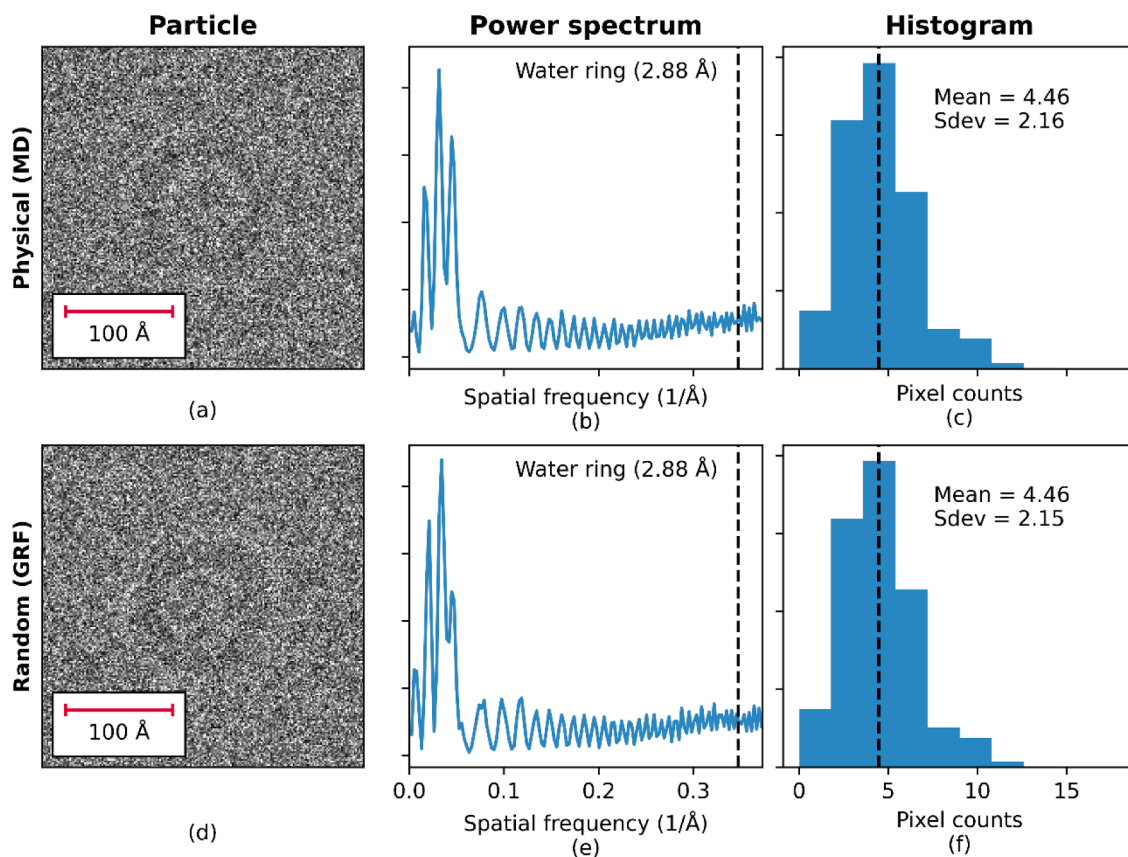 Particle
Power spectrum
Histogram
Physical (MD)
100 Å
(a)
Water ring (2.88 Å)
Spatial frequency (1/Å)
(b)
Mean = 4.46
Sdev = 2.16
Pixel counts
(c)
Random (GRF)
100 Å
(d)
Water ring (2.88 Å)
0.0 0.1 0.2 0.3
Spatial frequency (1/Å)
(e)
Mean = 4.46
Sdev = 2.15
0 5 10 15
Pixel counts
(f)